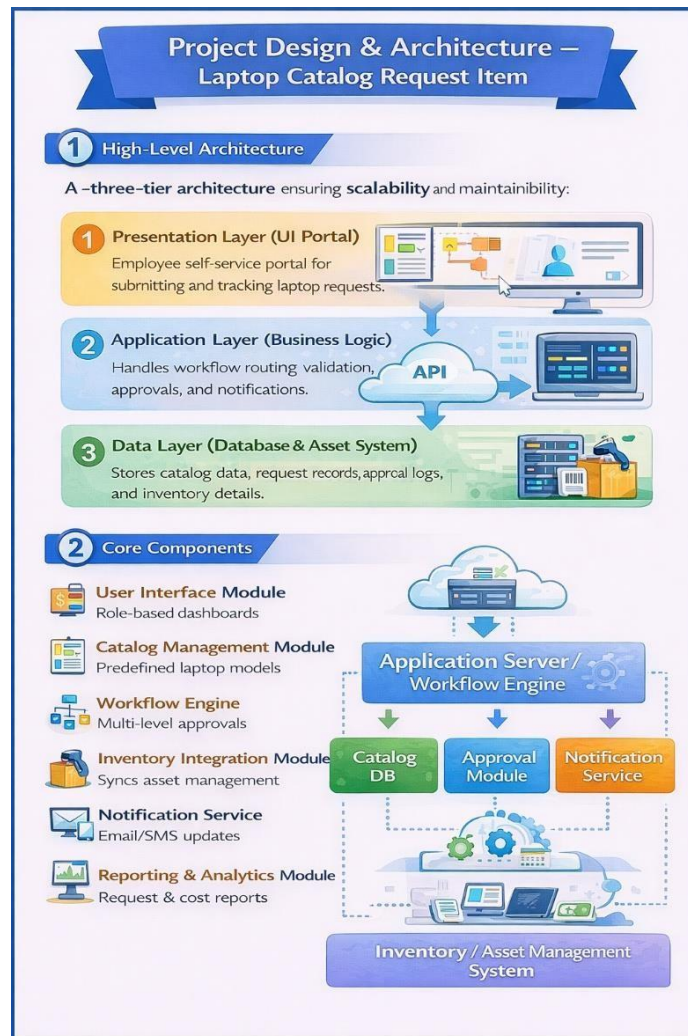 Project Design & Architecture –
Laptop Catalog Request Item
1 High-Level Architecture
A -three-tier architecture ensuring scalability and maintainibility:
1 Presentation Layer (UI Portal)
Employee self-service portal for
subrnitting and tracking laptop requests.
2 Application Layer (Business Logic)
Handles workflow routing validation,
approvals, and notifications.
API
3 Data Layer (Database & Asset System)
Stores catalog data, request records, apprcal logs,
and inventory details.
2 Core Components
User Interface Module
Role-based dashboards
Catalog Management Module
Predefined laptop models
Workflow Engine
Multi-level approvals
Inventory Integration Module
Syncs asset management
Notification Service
Email/SMS updates
Reporting & Analytics Module
Request & cost reports
Application Server/
Workflow Engine
Catalog
DB
Approval
Module
Notification
Service
Inventory / Asset Management
System